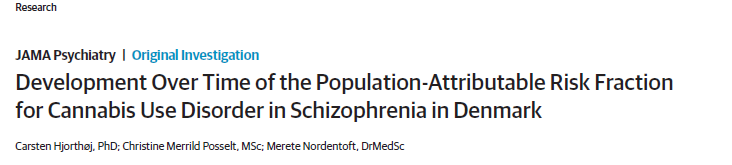 Research
JAMA Psychiatry | Original Investigation
Development Over Time of the Population-Attributable Risk Fraction
for Cannabis Use Disorder in Schizophrenia in Denmark
Carsten Hjorthøj, PhD; Christine Merrild Posselt, MSc; Merete Nordentoft, DrMedSc